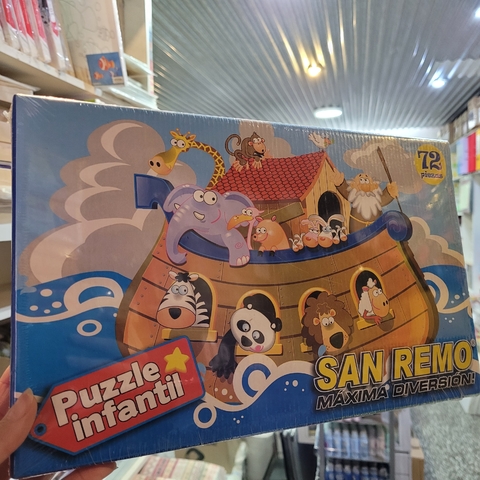 72
piezas
Puzzle
infantil
SAN REMO
MÁXIMA DIVERSIÓN!